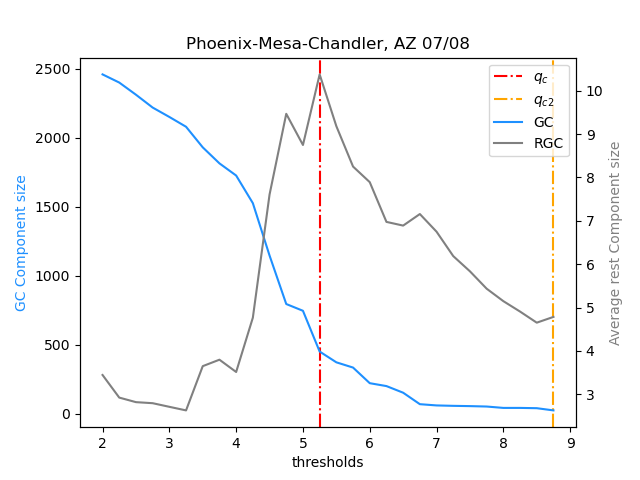 Phoenix-Mesa-Chandler, AZ 07/08
GC Component size
2500
2000
1500
1000
500
0
2 3 4 5 6 7 8 9
thresholds
10
9
8
7
6
5
4
3
Average rest Component size
q_c
q_{c2}
GC
RGC